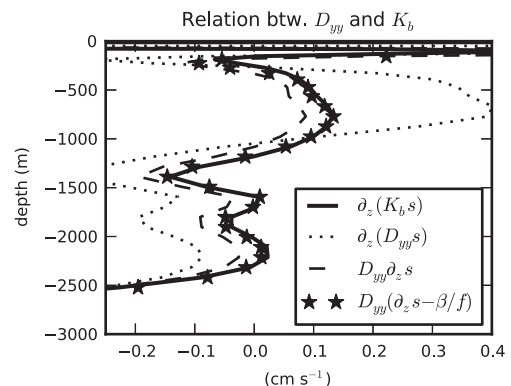 Relation btw. D_yy and K_b
0
−500
−1000
−1500
−2000
−2500
−3000
depth (m)
∂_z(K_b s)
∂_z(D_yy s)
D_yy ∂_z s
D_yy(∂_z s−β/f)
−0.2 −0.1 0.0 0.1 0.2 0.3 0.4
(cm s⁻¹)